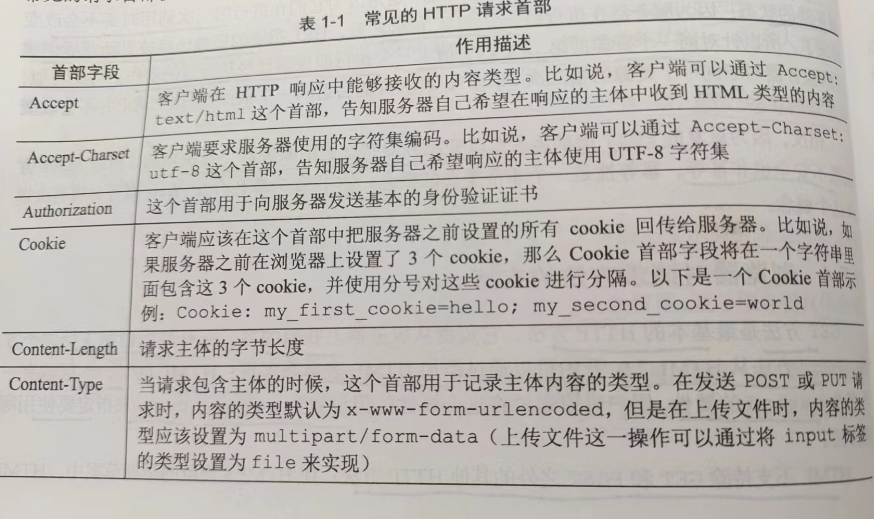 表 1-1 常见的 HTTP 请求首部
首部字段 作用描述
Accept 客户端在 HTTP 响应中能够接收的内容类型。比如说，客户端可以通过 Accept:
text/html 这个首部，告知服务器自己希望在响应的主体中收到 HTML 类型的内容
Accept-Charset 客户端要求服务器使用的字符集编码。比如说，客户端可以通过 Accept-Charset:
utf-8 这个首部，告知服务器自己希望响应的主体使用 UTF-8 字符集
Authorization 这个首部用于向服务器发送基本的身份验证证书
Cookie 客户端应该在这个首部中把服务器之前设置的所有 cookie 回传给服务器。比如说，如
果服务器之前在浏览器上设置了 3 个 cookie，那么 Cookie 首部字段将在一个字符串里
面包含这 3 个 cookie，并使用分号对这些 cookie 进行分隔。以下是一个 Cookie 首部示
例：Cookie: my_first_cookie=hello; my_second_cookie=world
Content-Length 请求主体的字节长度
Content-Type 当请求包含主体的时候，这个首部用于记录主体内容的类型。在发送 POST 或 PUT 请
求时，内容的类型默认为 x-www-form-urlencoded，但是在上传文件时，内容的类
型应该设置为 multipart/form-data（上传文件这一操作可以通过将 input 标签
的类型设置为 file 来实现）